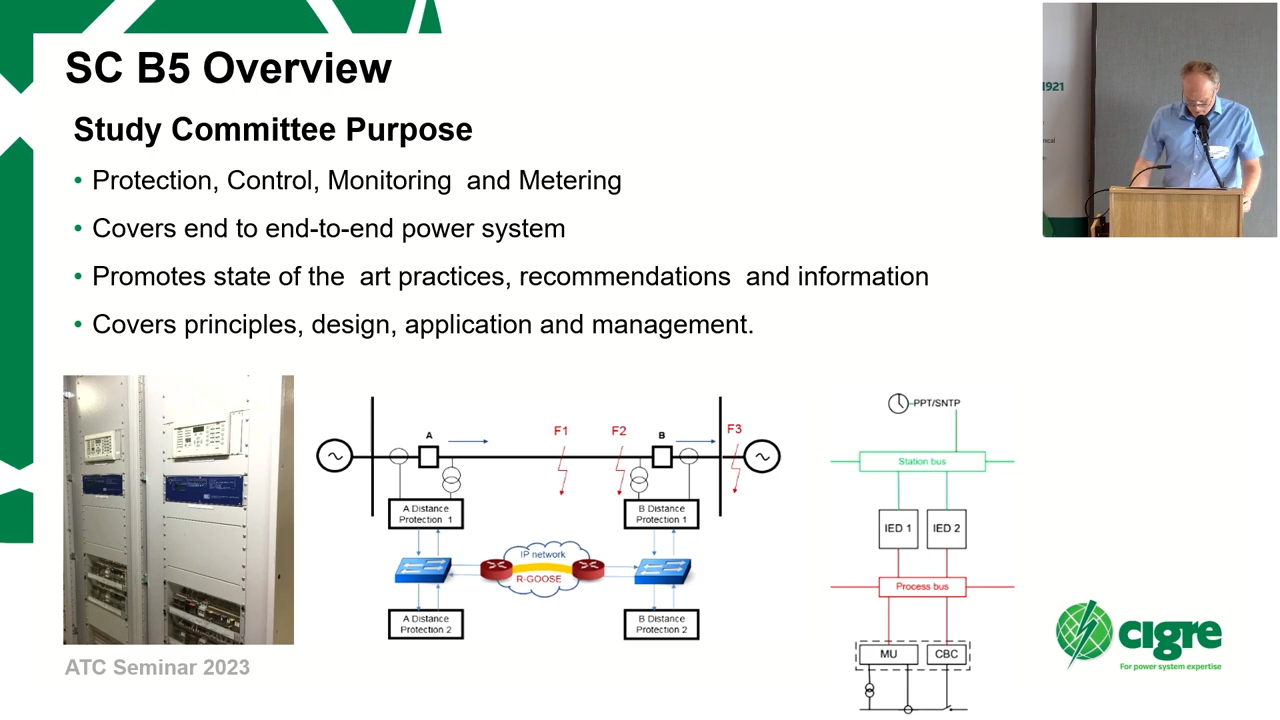 SC B5 Overview
Study Committee Purpose
• Protection, Control, Monitoring and Metering
• Covers end to end-to-end power system
• Promotes state of the art practices, recommendations and information
• Covers principles, design, application and management.
1921
A
B
F1
F2
F3
A Distance
Protection 1
B Distance
Protection 1
IP network
R-GOOSE
A Distance
Protection 2
B Distance
Protection 2
PPT/SNTP
Station bus
IED 1
IED 2
Process bus
MU
CBC
cigre
For power system expertise
ATC Seminar 2023